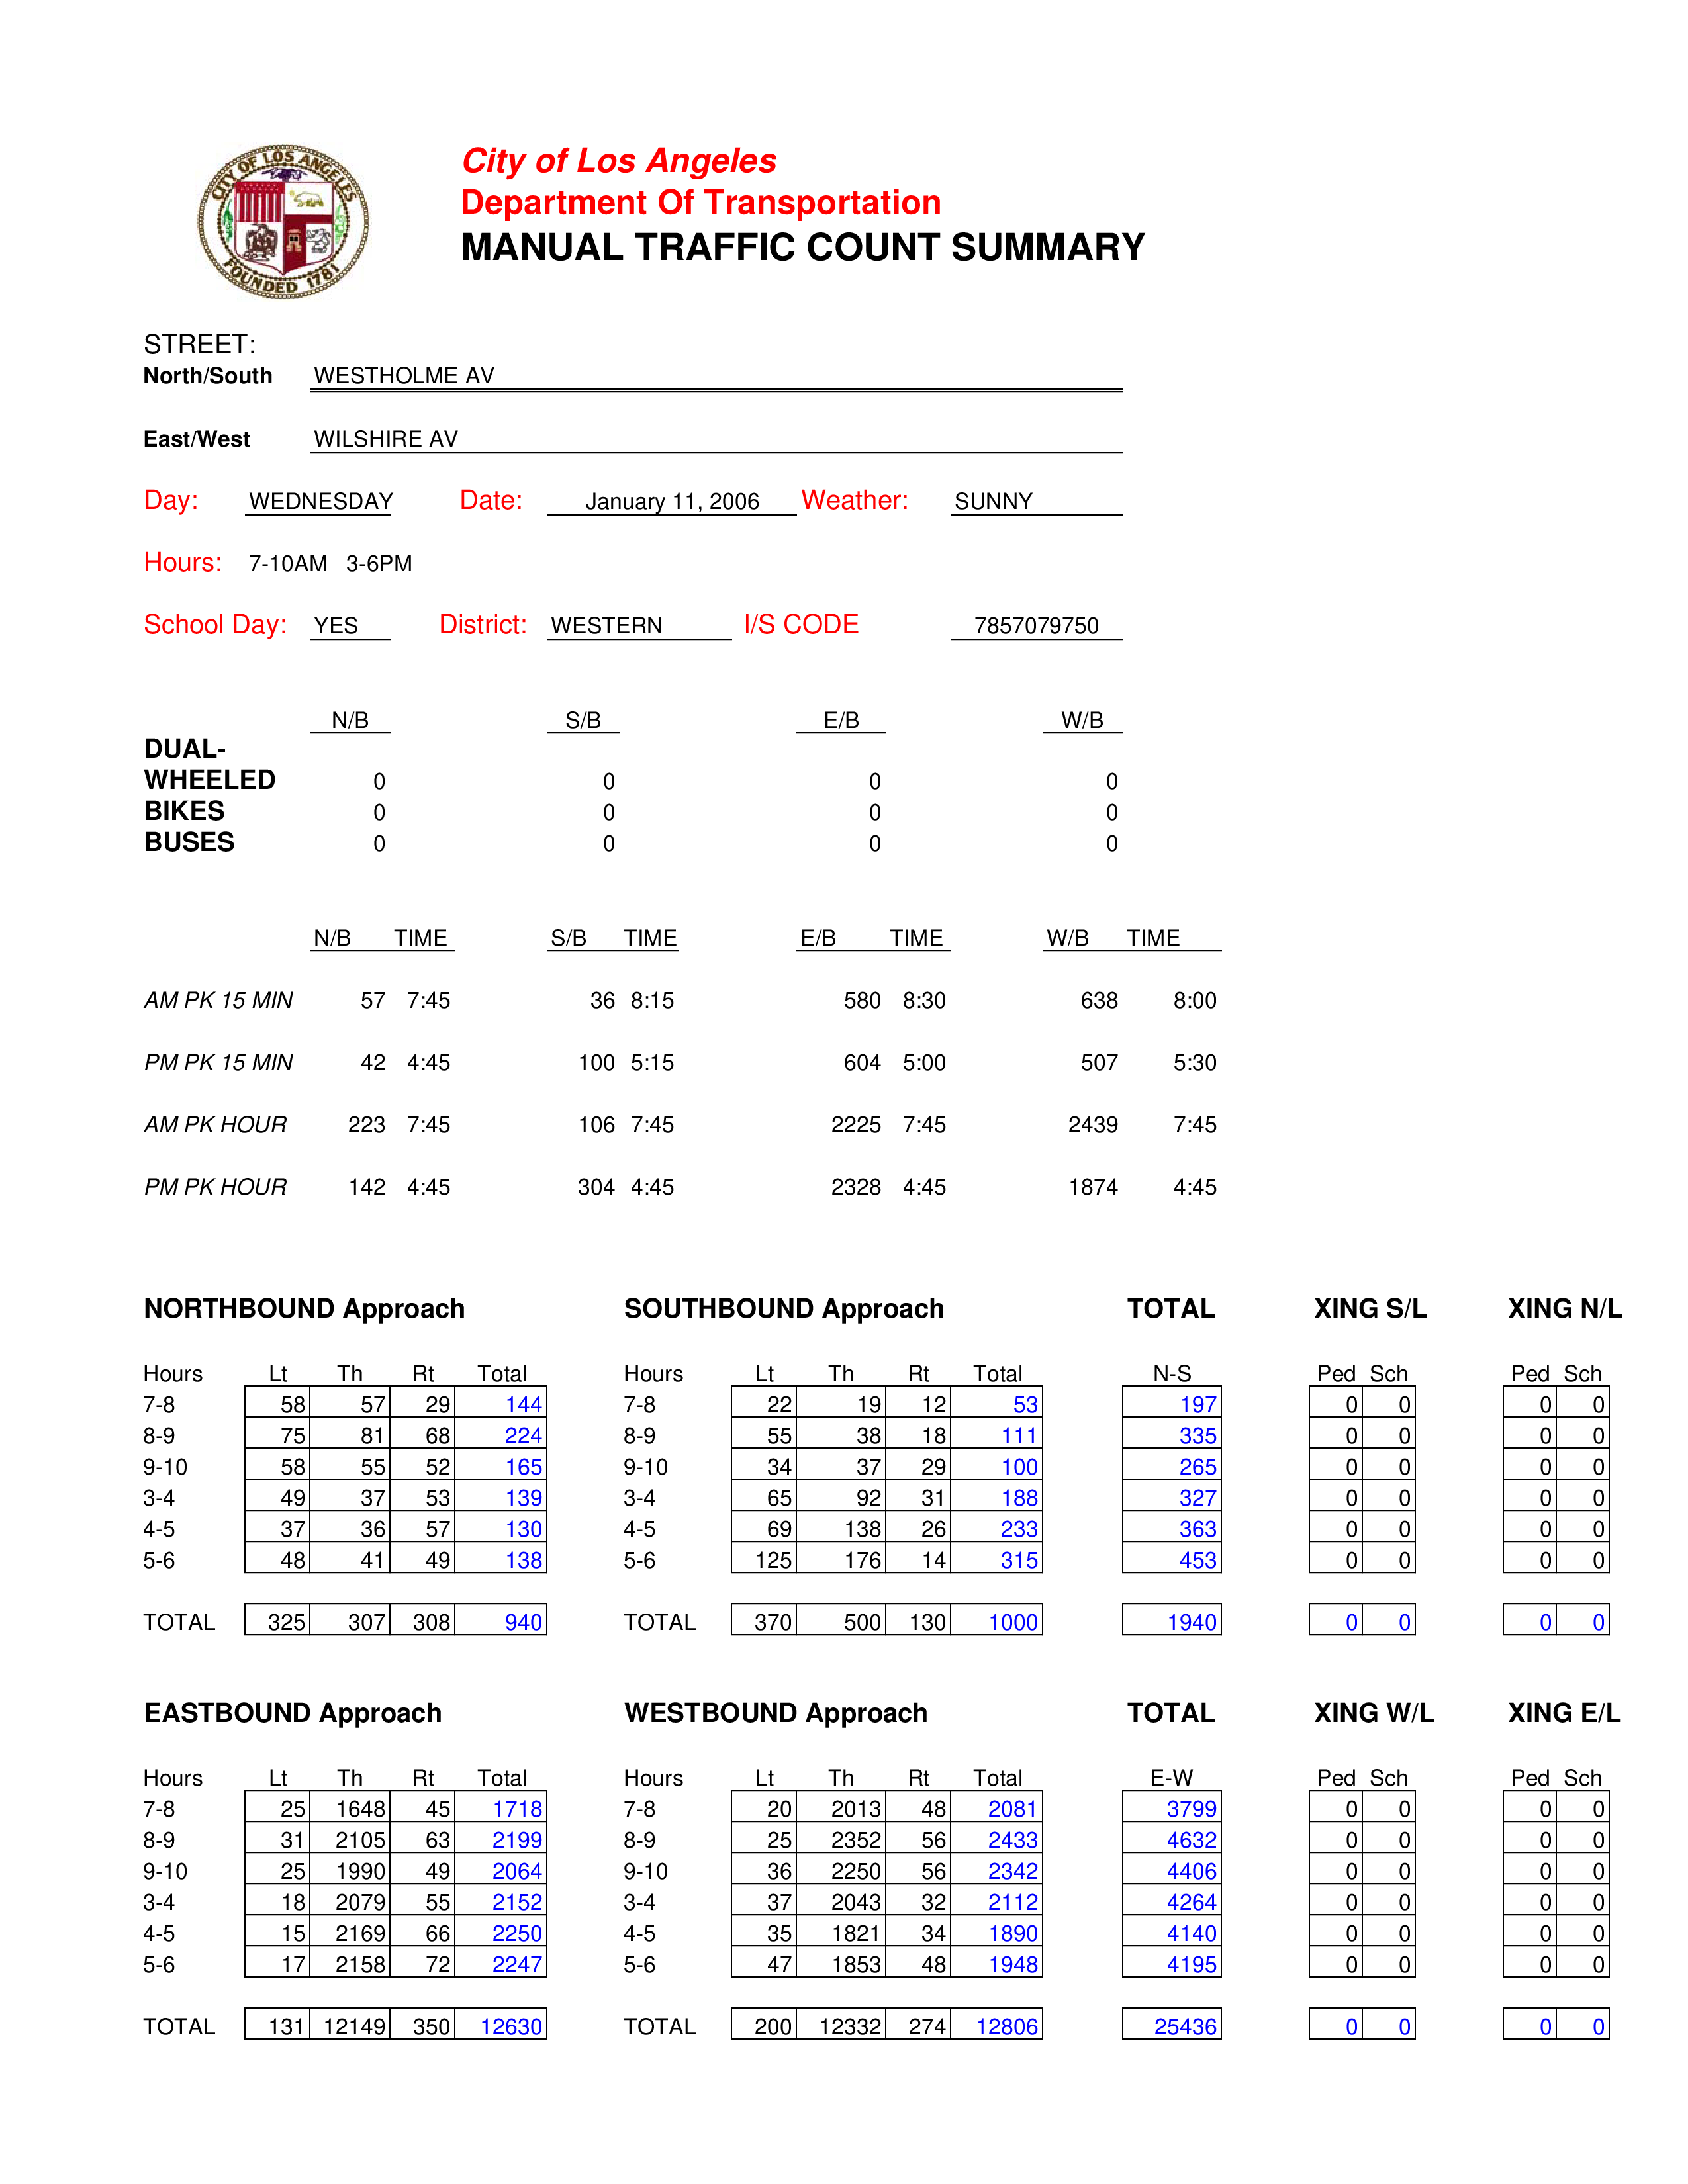 CITY OF LOS ANGELES
FOUNDED 1781
City of Los Angeles
Department Of Transportation
MANUAL TRAFFIC COUNT SUMMARY
STREET:
North/South WESTHOLME AV
East/West WILSHIRE AV
Day: WEDNESDAY Date: January 11, 2006 Weather: SUNNY
Hours: 7-10AM 3-6PM
School Day: YES District: WESTERN I/S CODE 7857079750
N/B S/B E/B W/B
DUAL-
WHEELED 0 0 0 0
BIKES 0 0 0 0
BUSES 0 0 0 0
N/B TIME S/B TIME E/B TIME W/B TIME
AM PK 15 MIN 57 7:45 36 8:15 580 8:30 638 8:00
PM PK 15 MIN 42 4:45 100 5:15 604 5:00 507 5:30
AM PK HOUR 223 7:45 106 7:45 2225 7:45 2439 7:45
PM PK HOUR 142 4:45 304 4:45 2328 4:45 1874 4:45
NORTHBOUND Approach SOUTHBOUND Approach TOTAL XING S/L XING N/L
Hours Lt Th Rt Total Hours Lt Th Rt Total N-S Ped Sch Ped Sch
7-8 58 57 29 144 7-8 22 19 12 53 197 0 0 0 0
8-9 75 81 68 224 8-9 55 38 18 111 335 0 0 0 0
9-10 58 55 52 165 9-10 34 37 29 100 265 0 0 0 0
3-4 49 37 53 139 3-4 65 92 31 188 327 0 0 0 0
4-5 37 36 57 130 4-5 69 138 26 233 363 0 0 0 0
5-6 48 41 49 138 5-6 125 176 14 315 453 0 0 0 0
TOTAL 325 307 308 940 TOTAL 370 500 130 1000 1940 0 0 0 0
EASTBOUND Approach WESTBOUND Approach TOTAL XING W/L XING E/L
Hours Lt Th Rt Total Hours Lt Th Rt Total E-W Ped Sch Ped Sch
7-8 25 1648 45 1718 7-8 20 2013 48 2081 3799 0 0 0 0
8-9 31 2105 63 2199 8-9 25 2352 56 2433 4632 0 0 0 0
9-10 25 1990 49 2064 9-10 36 2250 56 2342 4406 0 0 0 0
3-4 18 2079 55 2152 3-4 37 2043 32 2112 4264 0 0 0 0
4-5 15 2169 66 2250 4-5 35 1821 34 1890 4140 0 0 0 0
5-6 17 2158 72 2247 5-6 47 1853 48 1948 4195 0 0 0 0
TOTAL 131 12149 350 12630 TOTAL 200 12332 274 12806 25436 0 0 0 0